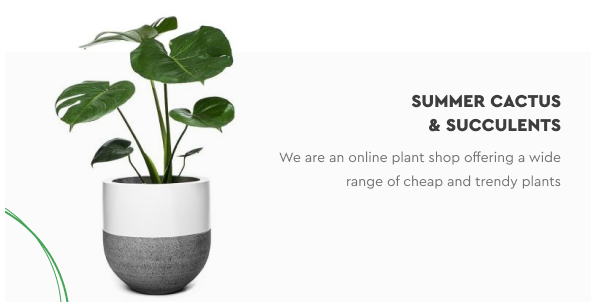 SUMMER CACTUS
& SUCCULENTS
We are an online plant shop offering a wide
range of cheap and trendy plants